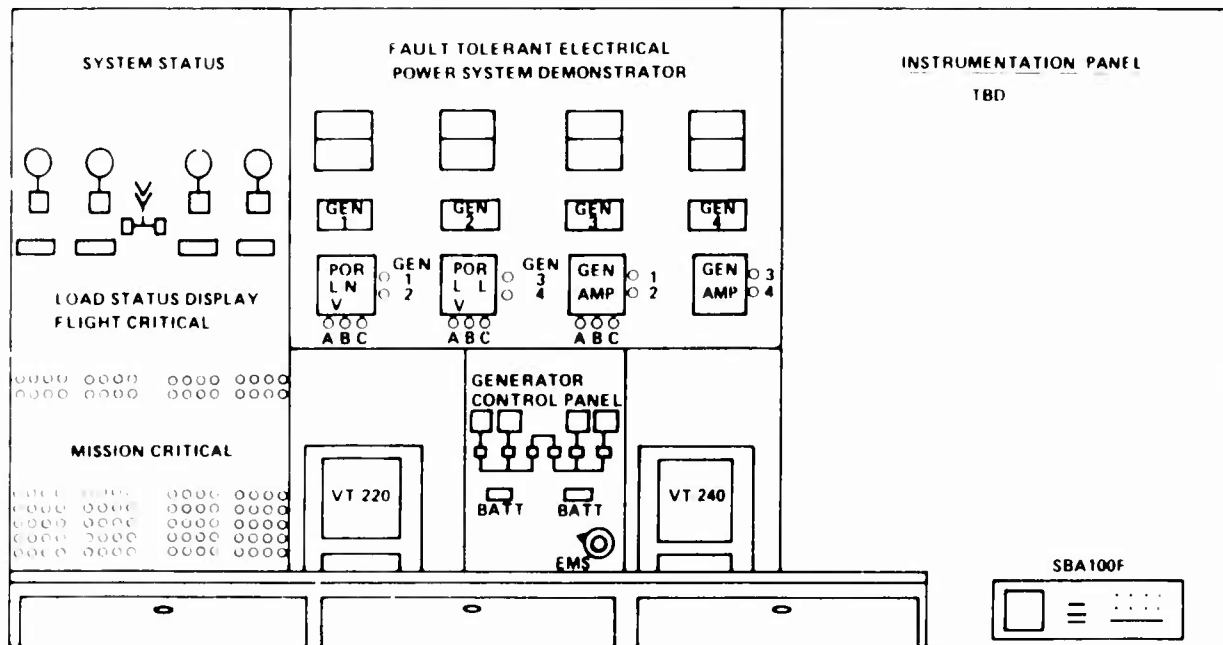 SYSTEM STATUS
LOAD STATUS DISPLAY
FLIGHT CRITICAL
MISSION CRITICAL
FAULT TOLERANT ELECTRICAL
POWER SYSTEM DEMONSTRATOR
GEN
1
GEN
2
GEN
3
GEN
4
POR
L N
V
GEN
1
2
A B C
POR
L L
V
GEN
3
4
A B C
GEN
AMP
1
2
A B C
GEN
AMP
3
4
VT 220
GENERATOR
CONTROL PANEL
BATT BATT
EMS
VT 240
INSTRUMENTATION PANEL
TBD
SBA100F